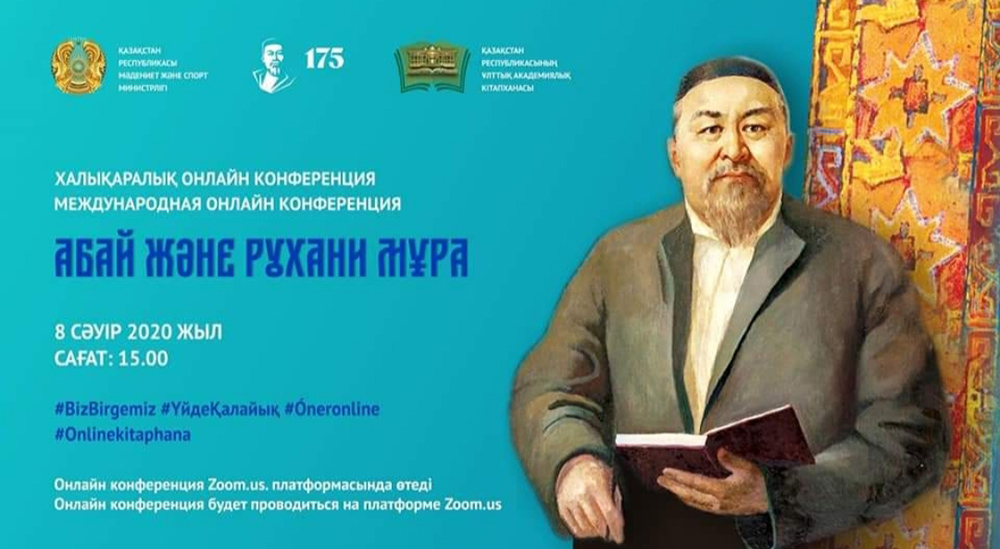 ҚАЗАҚСТАН
РЕСПУБЛИКАСЫ
МӘДЕНИЕТ ЖӘНЕ СПОРТ
МИНИСТРЛІГІ
175
ҚАЗАҚСТАН
РЕСПУБЛИКАСЫНЫҢ
ҰЛТТЫҚ АКАДЕМИЯЛЫҚ
КІТАПХАНАСЫ
ХАЛЫҚАРАЛЫҚ ОНЛАЙН КОНФЕРЕНЦИЯ
МЕЖДУНАРОДНАЯ ОНЛАЙН КОНФЕРЕНЦИЯ
АБАЙ ЖӘНЕ РУХАНИ МҰРА
8 СӘУІР 2020 ЖЫЛ
САҒАТ: 15.00
#BizBirgemiz #ҮйдеҚалайық #Óneronline
#Onlinekitaphana
Онлайн конференция Zoom.us. платформасында өтеді
Онлайн конференция будет проводиться на платформе Zoom.us